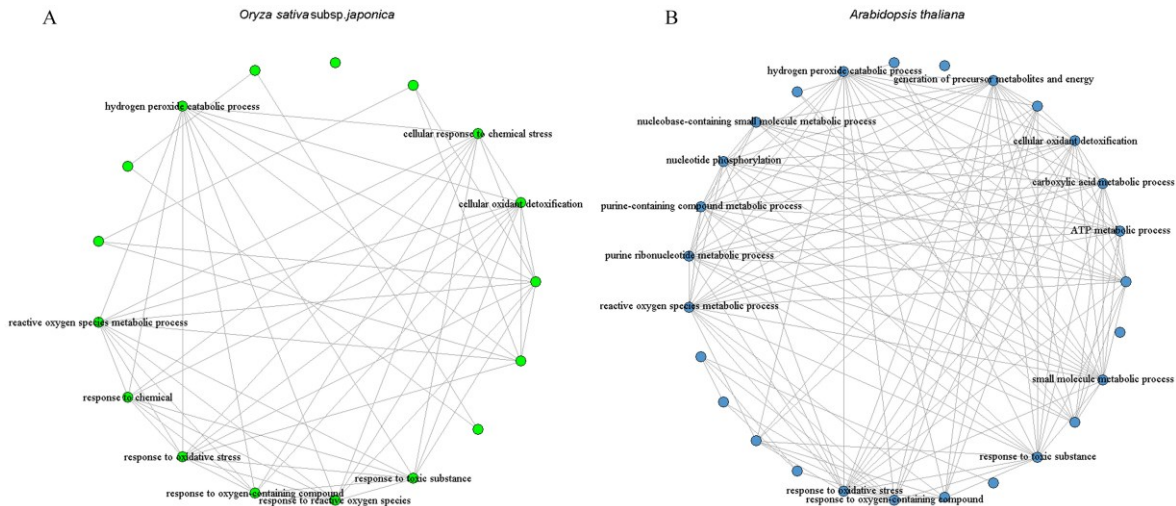 A
Oryza sativa subsp. japonica
hydrogen peroxide catabolic process
cellular response to chemical stress
cellular oxidant detoxification
reactive oxygen species metabolic process
response to chemical
response to oxidative stress
response to toxic substance
response to oxygen-containing compound
response to reactive oxygen species
B
Arabidopsis thaliana
hydrogen peroxide catabolic process
generation of precursor metabolites and energy
nucleobase-containing small molecule metabolic process
cellular oxidant detoxification
nucleotide phosphorylation
carboxylic acid metabolic process
purine-containing compound metabolic process
ATP metabolic process
purine ribonucleotide metabolic process
reactive oxygen species metabolic process
small molecule metabolic process
response to toxic substance
response to oxidative stress
response to oxygen-containing compound